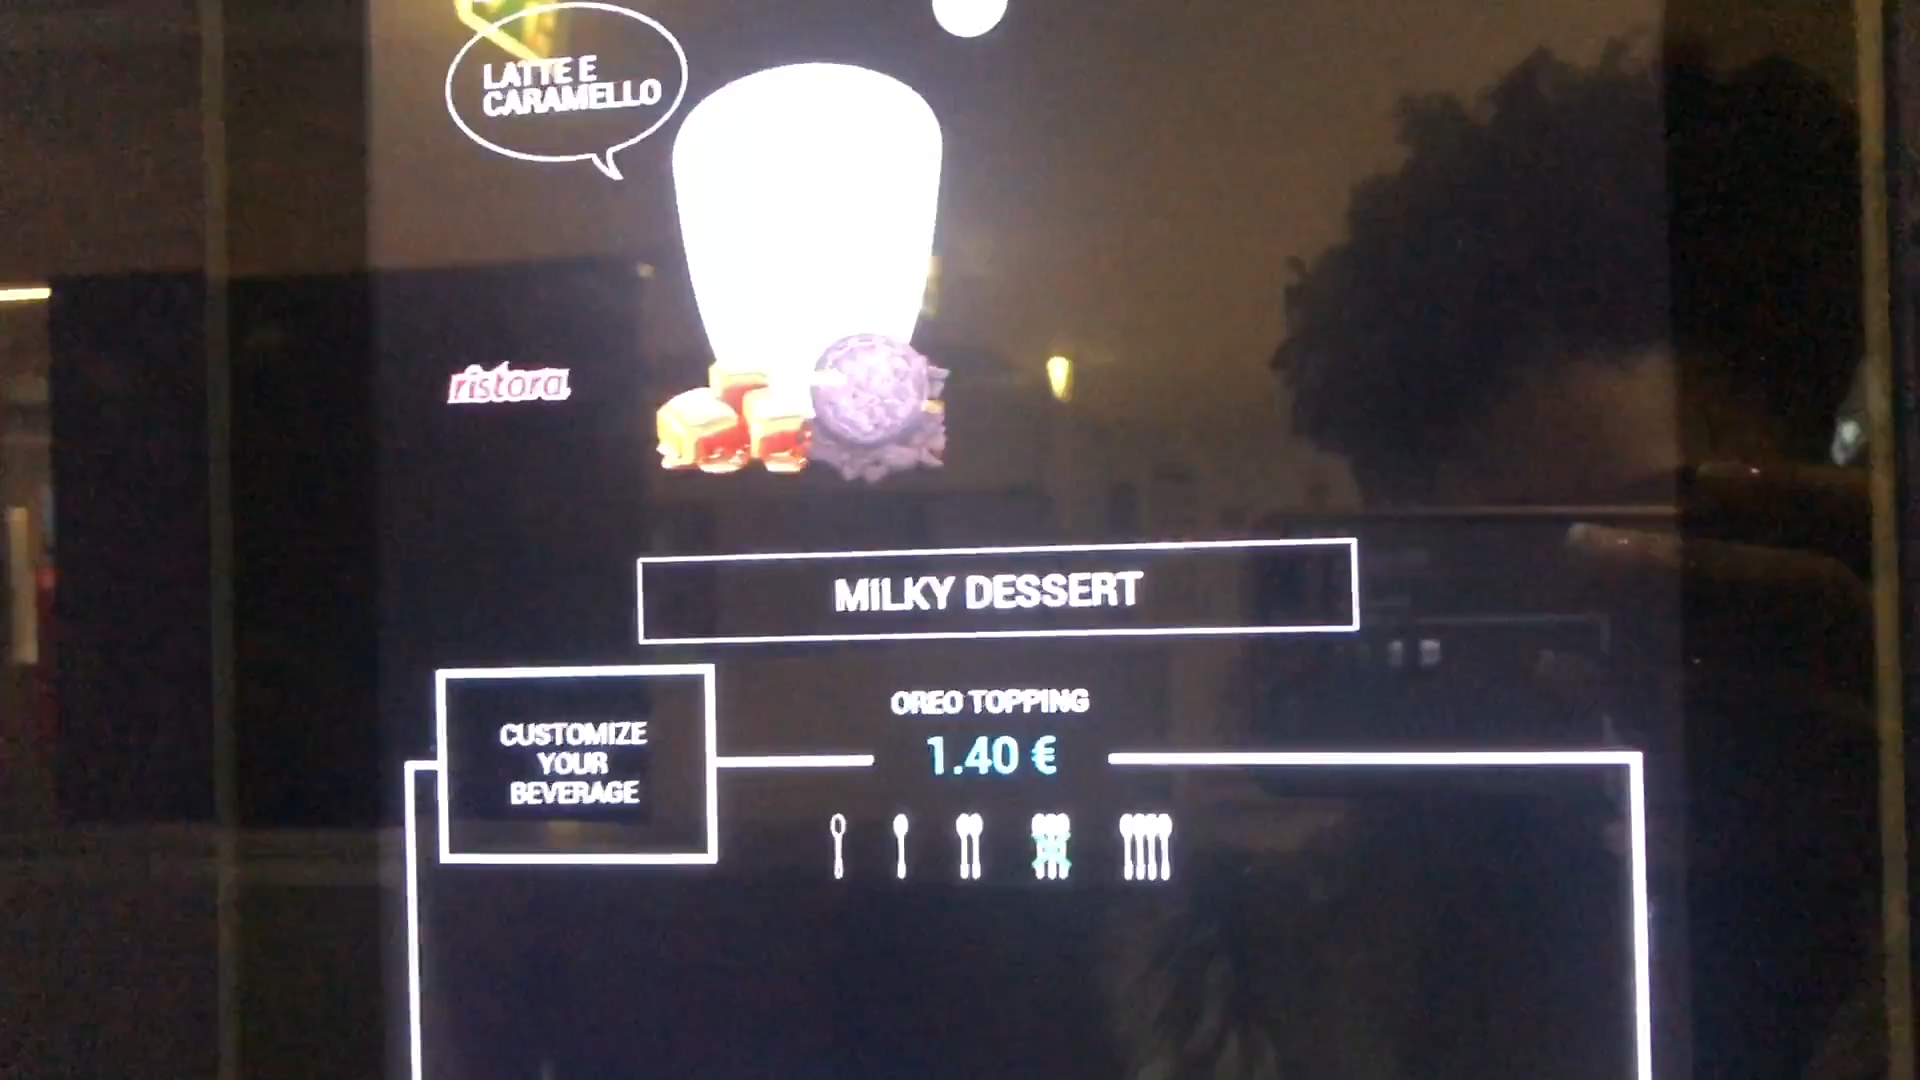 LATTE E
CARAMELLO
ristora
MILKY DESSERT
CUSTOMIZE
YOUR
BEVERAGE
OREO TOPPING
1.40 €